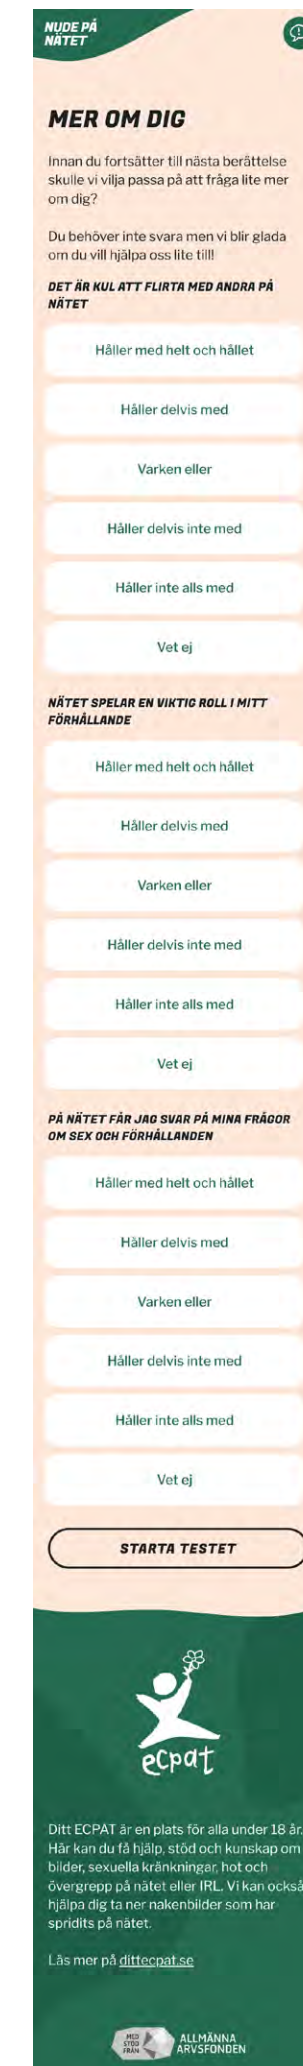 NUDE PÅ
NÄTET
MER OM DIG
Innan du fortsätter till nästa berättelse
skulle vi vilja passa på att fråga lite mer
om dig?
Du behöver inte svara men vi blir glada
om du vill hjälpa oss lite till!
DET ÄR KUL ATT FLIRTA MED ANDRA PÅ
NÄTET
Håller med helt och hållet
Håller delvis med
Varken eller
Håller delvis inte med
Håller inte alls med
Vet ej
NÄTET SPELAR EN VIKTIG ROLL I MITT
FÖRHÅLLANDE
Håller med helt och hållet
Håller delvis med
Varken eller
Håller delvis inte med
Håller inte alls med
Vet ej
PÅ NÄTET FÅR JAG SVAR PÅ MINA FRÅGOR
OM SEX OCH FÖRHÅLLANDEN
Håller med helt och hållet
Håller delvis med
Varken eller
Håller delvis inte med
Håller inte alls med
Vet ej
STARTA TESTET
ecpat
Ditt ECPAT är en plats för alla under 18 år.
Här kan du få hjälp, stöd och kunskap om
bilder, sexuella kränkningar, hot och
övergrepp på nätet eller IRL. Vi kan också
hjälpa dig ta ner nakenbilder som har
spridits på nätet.
Läs mer på dittecpat.se
MED
STÖD
FRÅN
ALLMÄNNA
ARVSFONDEN